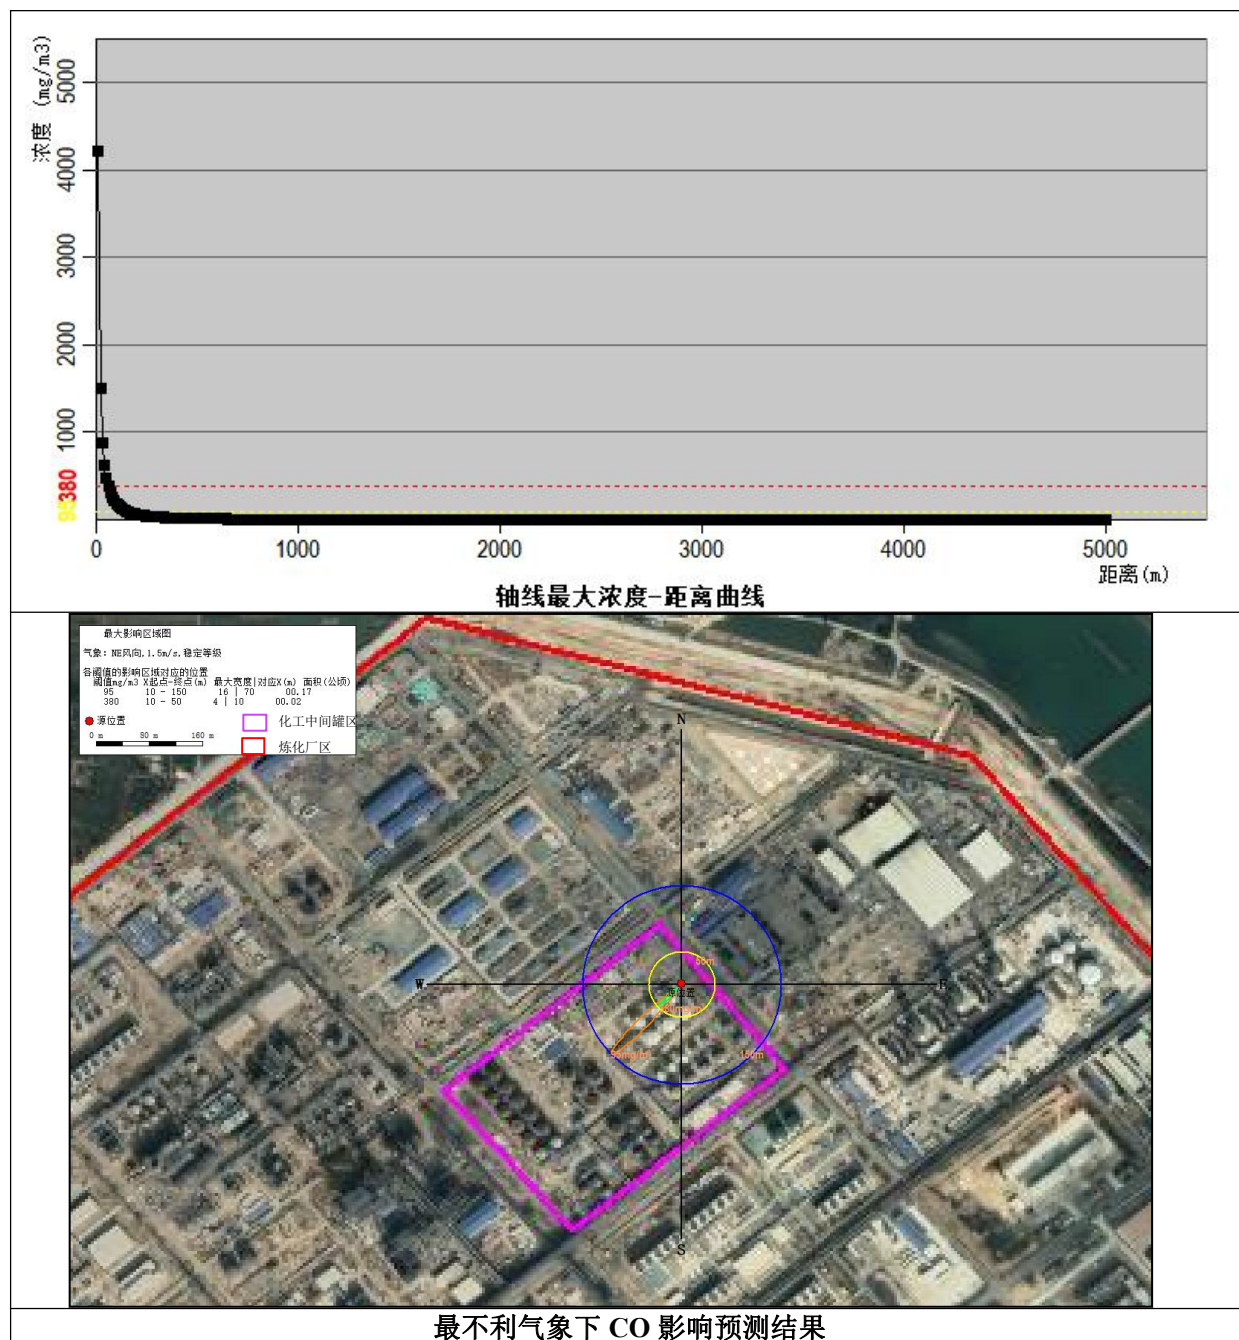 浓度 (mg/m3)
5000
4000
3000
2000
1000
380
95
0 1000 2000 3000 4000 5000
距离(m)
轴线最大浓度-距离曲线
最大影响区域图
气象: NE风向,1.5m/s,稳定等级
各阈值的影响区域对应的位置
阈值mg/m3 X起点-终点(m) 最大宽度|对应X(m) 面积(公顷)
95 10 - 150 16 | 70 00.17
380 10 - 50 4 | 10 00.02
源位置 化工中间罐区
0 m 80 m 160 m
炼化厂区
N
W
E
S
源位置
95mg/m3
150m
最不利气象下 CO 影响预测结果